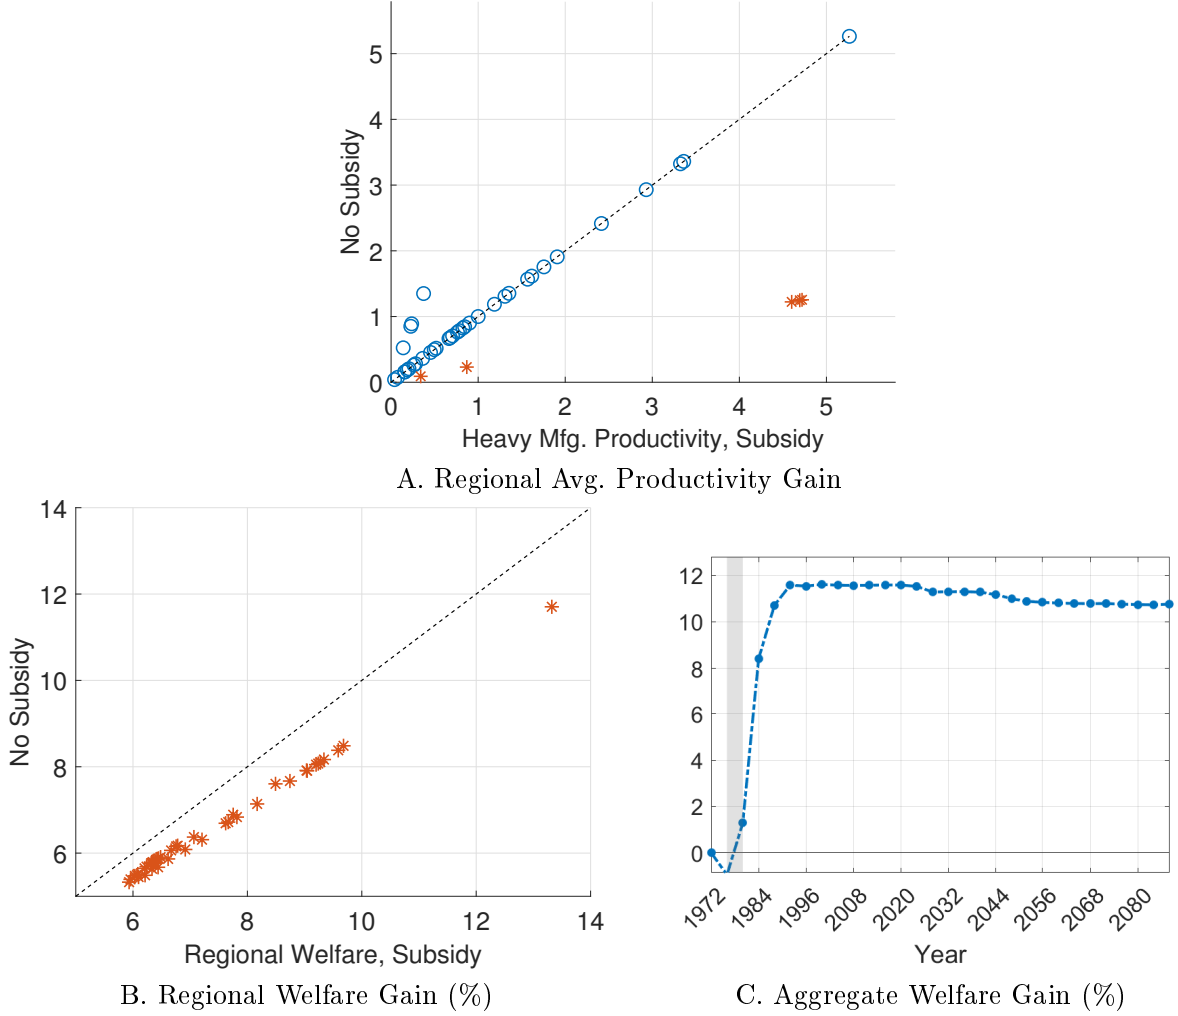 5
4
3
2
1
0
No Subsidy
0 1 2 3 4 5
Heavy Mfg. Productivity, Subsidy
A. Regional Avg. Productivity Gain
14
12
10
8
6
No Subsidy
6 8 10 12 14
Regional Welfare, Subsidy
B. Regional Welfare Gain (%)
12
10
8
6
4
2
0
1972 1984 1996 2008 2020 2032 2044 2056 2068 2080
Year
C. Aggregate Welfare Gain (%)